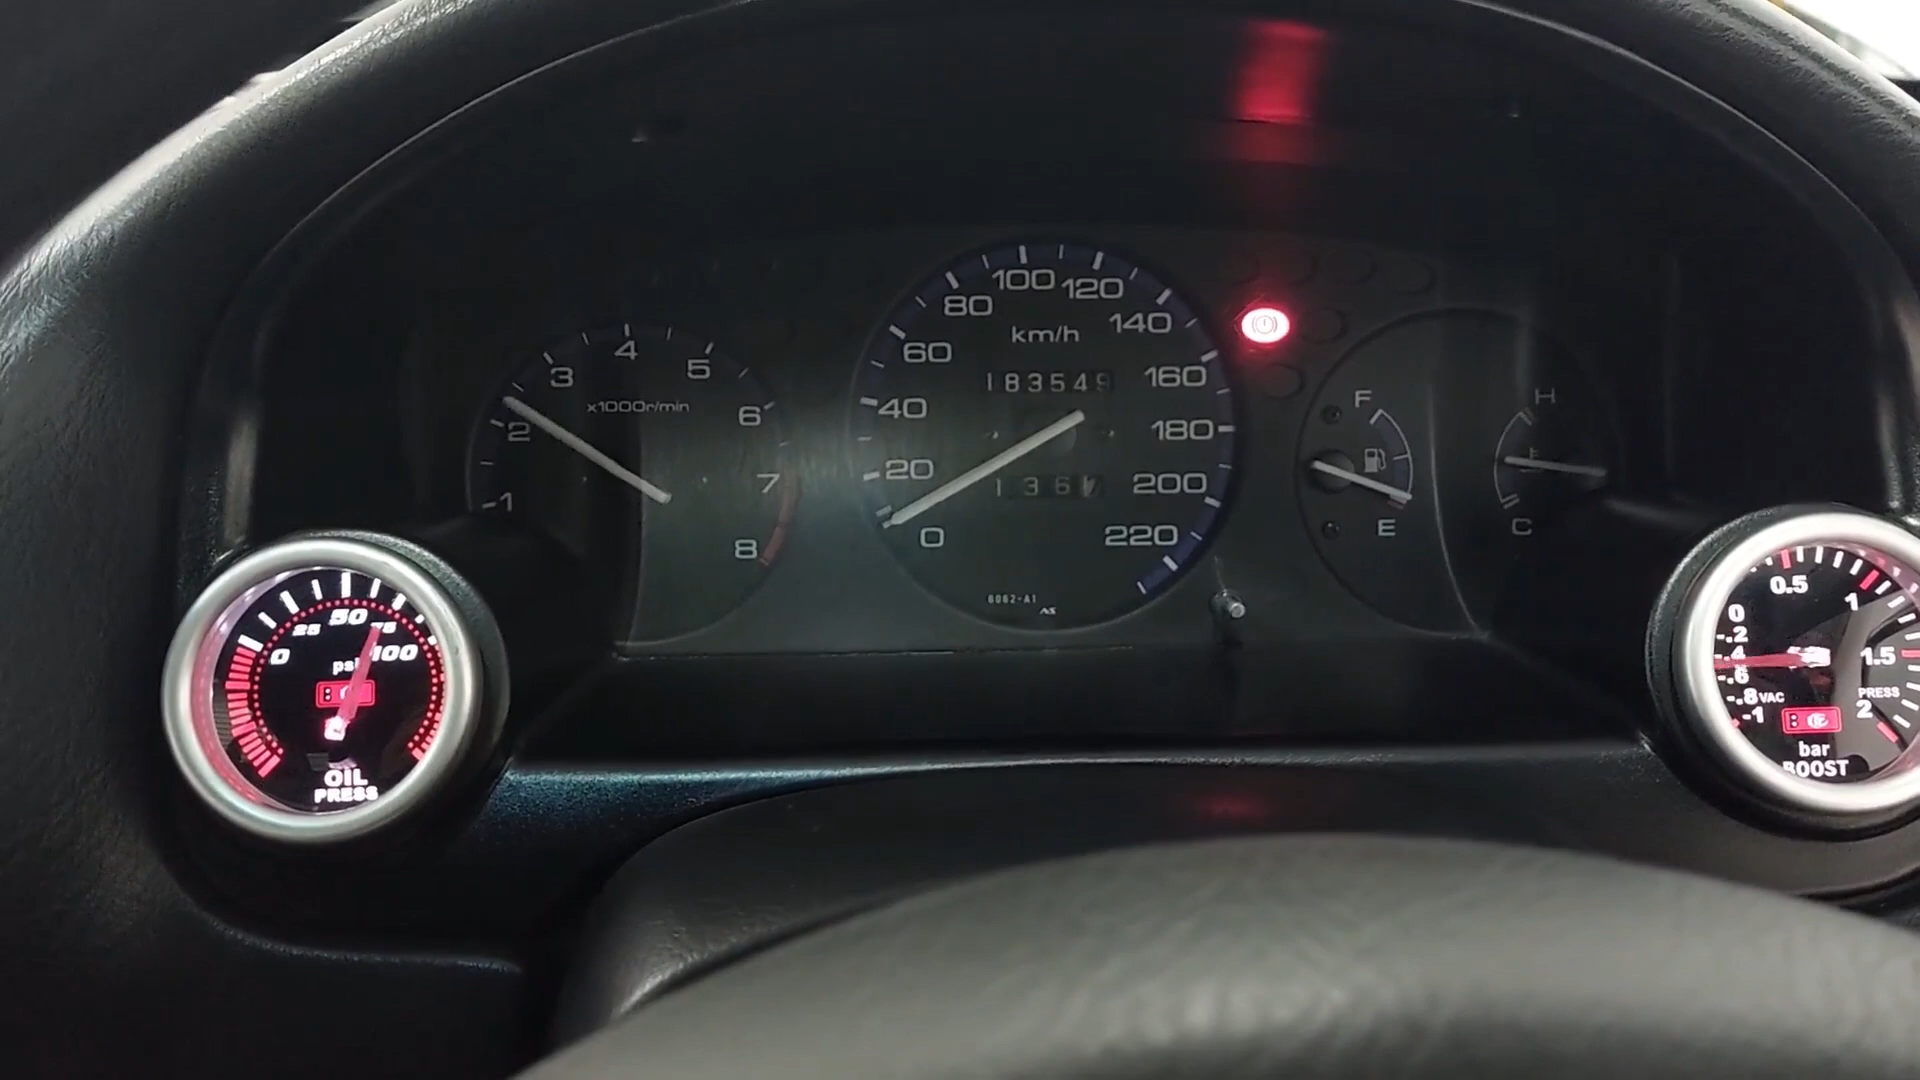 1
2
3
4
5
6
7
8
x1000r/min
0
20
40
60
80
100
120
140
160
180
200
220
km/h
183549
1367
6062-A1
NS
F
E
H
C
0
25
50
75
100
psi
OIL
PRESS
0.5
1
1.5
2
0
-.2
-.4
-.6
-.8
-1
VAC
PRESS
bar
BOOST